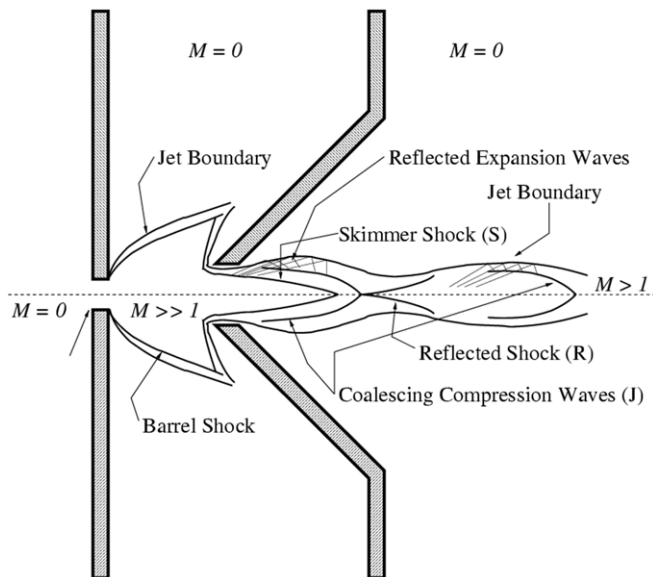 M = 0
M = 0
Jet Boundary
Reflected Expansion Waves
Jet Boundary
Skimmer Shock (S)
M > 1
M = 0
M >> 1
Reflected Shock (R)
Coalescing Compression Waves (J)
Barrel Shock